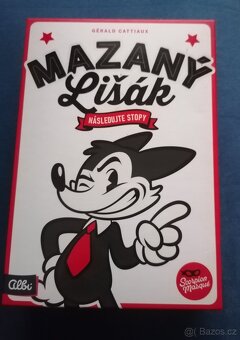 GÉRALD CATTIAUX
MAZANÝ
Lišák
NÁSLEDUJTE STOPY
Albi
Scorpion
Masqué
Bazos.cz